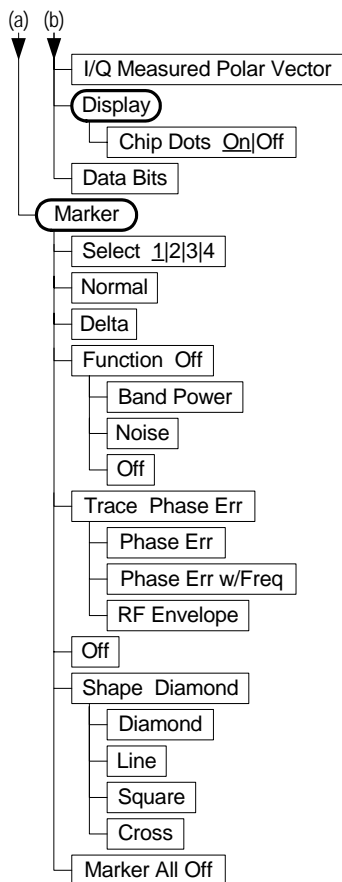 (a) (b)
I/Q Measured Polar Vector
Display
Chip Dots On|Off
Data Bits
Marker
Select 1|2|3|4
Normal
Delta
Function Off
Band Power
Noise
Off
Trace Phase Err
Phase Err
Phase Err w/Freq
RF Envelope
Off
Shape Diamond
Diamond
Line
Square
Cross
Marker All Off